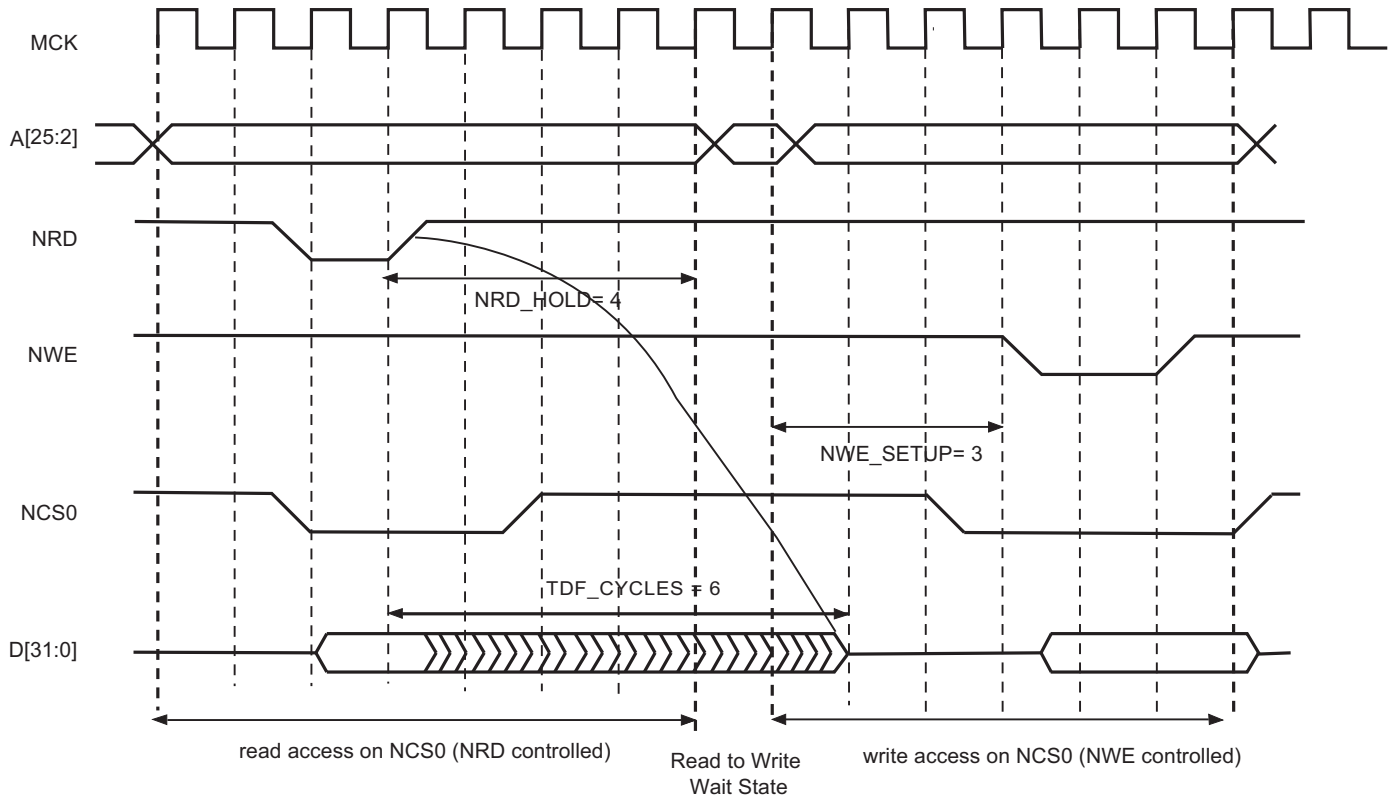 MCK
A[25:2]
NRD
NRD_HOLD= 4
NWE
NWE_SETUP= 3
NCS0
TDF_CYCLES = 6
D[31:0]
read access on NCS0 (NRD controlled)
Read to Write
Wait State
write access on NCS0 (NWE controlled)